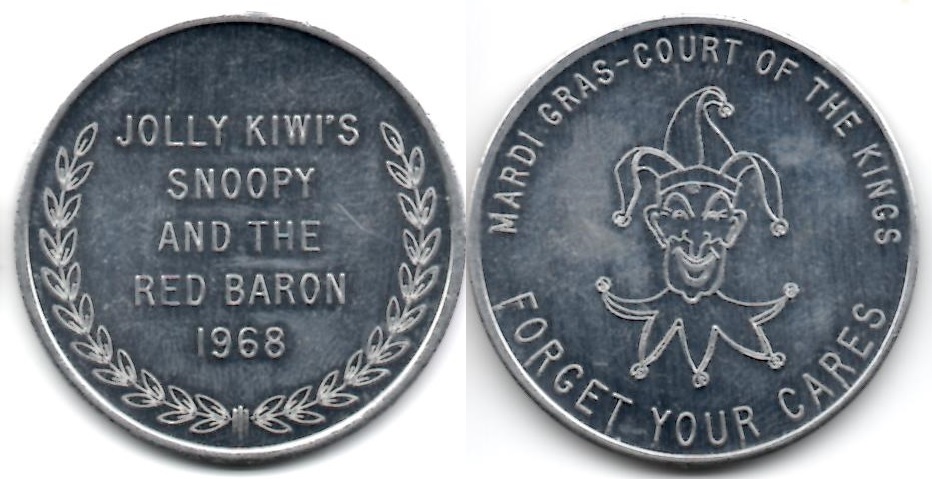 JOLLY KIWI'S
SNOOPY
AND THE
RED BARON
1968
MARDI GRAS-COURT OF THE KINGS
FORGET YOUR CARES